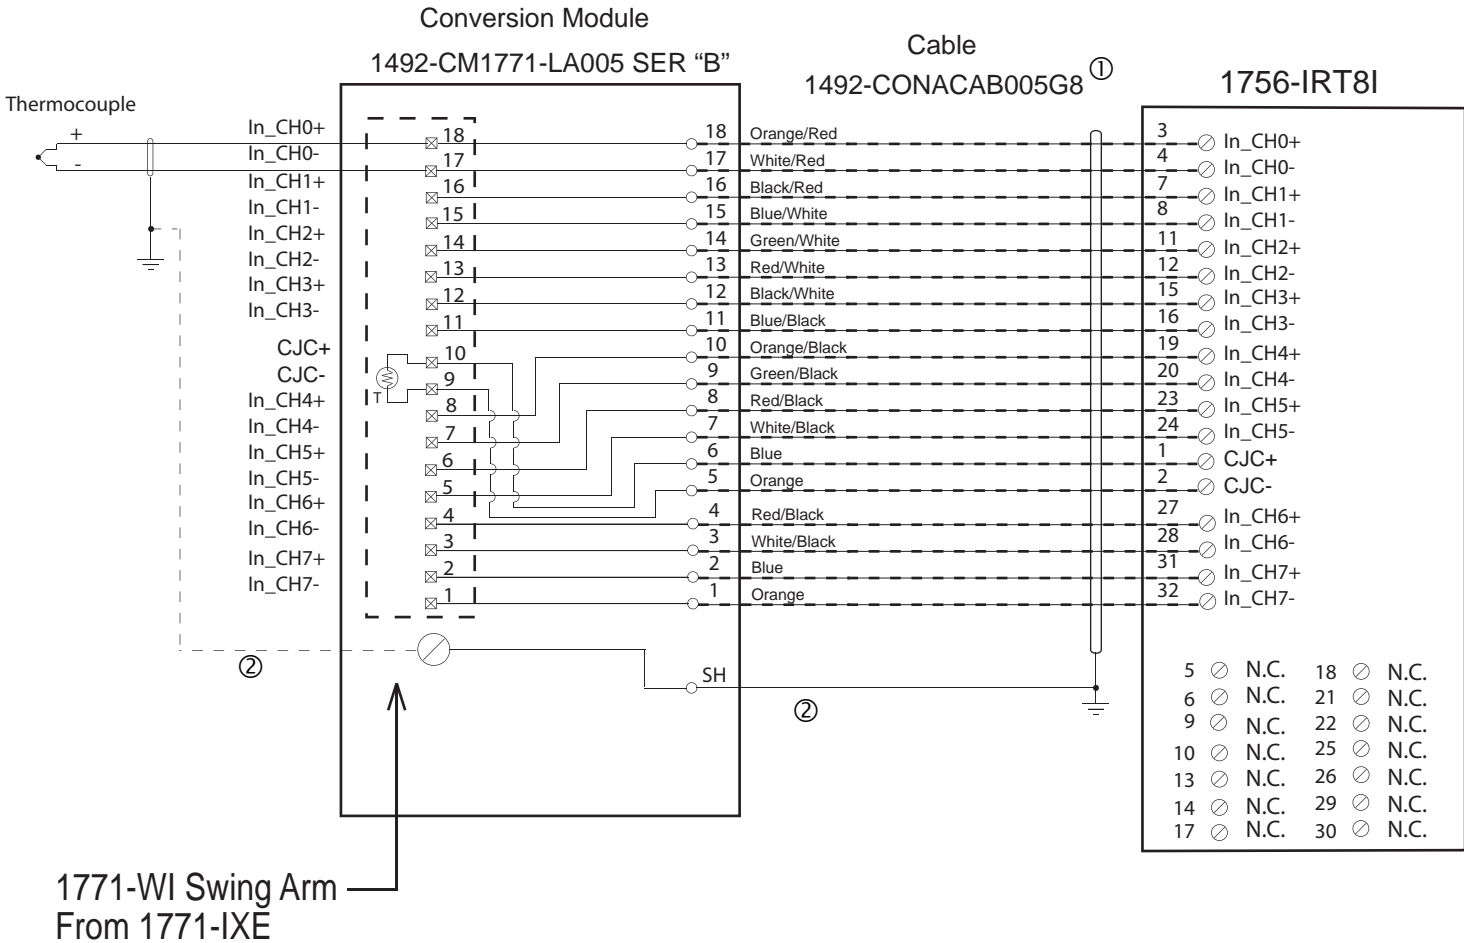 Conversion Module
1492-CM1771-LA005 SER “B”
Cable
1492-CONACAB005G8 ①
1756-IRT8I
Thermocouple
+
-
In_CH0+ 18 18 Orange/Red 3 In_CH0+
In_CH0- 17 17 White/Red 4 In_CH0-
In_CH1+ 16 16 Black/Red 7 In_CH1+
In_CH1- 15 15 Blue/White 8 In_CH1-
In_CH2+ 14 14 Green/White 11 In_CH2+
In_CH2- 13 13 Red/White 12 In_CH2-
In_CH3+ 12 12 Black/White 15 In_CH3+
In_CH3- 11 11 Blue/Black 16 In_CH3-
CJC+ 10 10 Orange/Black 19 In_CH4+
CJC- 9 9 Green/Black 20 In_CH4-
T
In_CH4+ 8 8 Red/Black 23 In_CH5+
In_CH4- 7 7 White/Black 24 In_CH5-
In_CH5+ 6 6 Blue 1 CJC+
In_CH5- 5 5 Orange 2 CJC-
In_CH6+ 4 4 Red/Black 27 In_CH6+
In_CH6- 3 3 White/Black 28 In_CH6-
In_CH7+ 2 2 Blue 31 In_CH7+
In_CH7- 1 1 Orange 32 In_CH7-
②
SH
②
5 N.C. 18 N.C.
6 N.C. 21 N.C.
9 N.C. 22 N.C.
10 N.C. 25 N.C.
13 N.C. 26 N.C.
14 N.C. 29 N.C.
17 N.C. 30 N.C.
1771-WI Swing Arm
From 1771-IXE